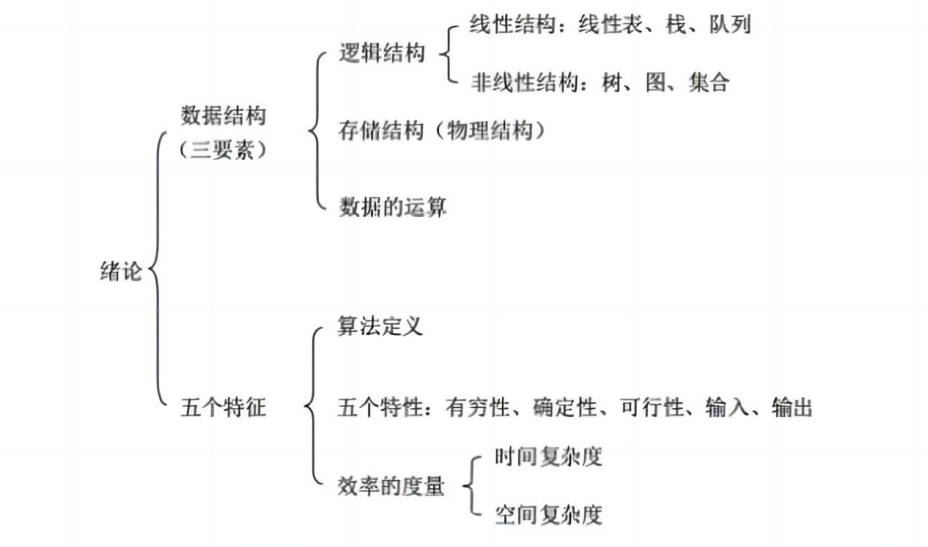 绪论
数据结构
（三要素）
逻辑结构
线性结构：线性表、栈、队列
非线性结构：树、图、集合
存储结构（物理结构）
数据的运算
五个特征
算法定义
五个特性：有穷性、确定性、可行性、输入、输出
效率的度量
时间复杂度
空间复杂度